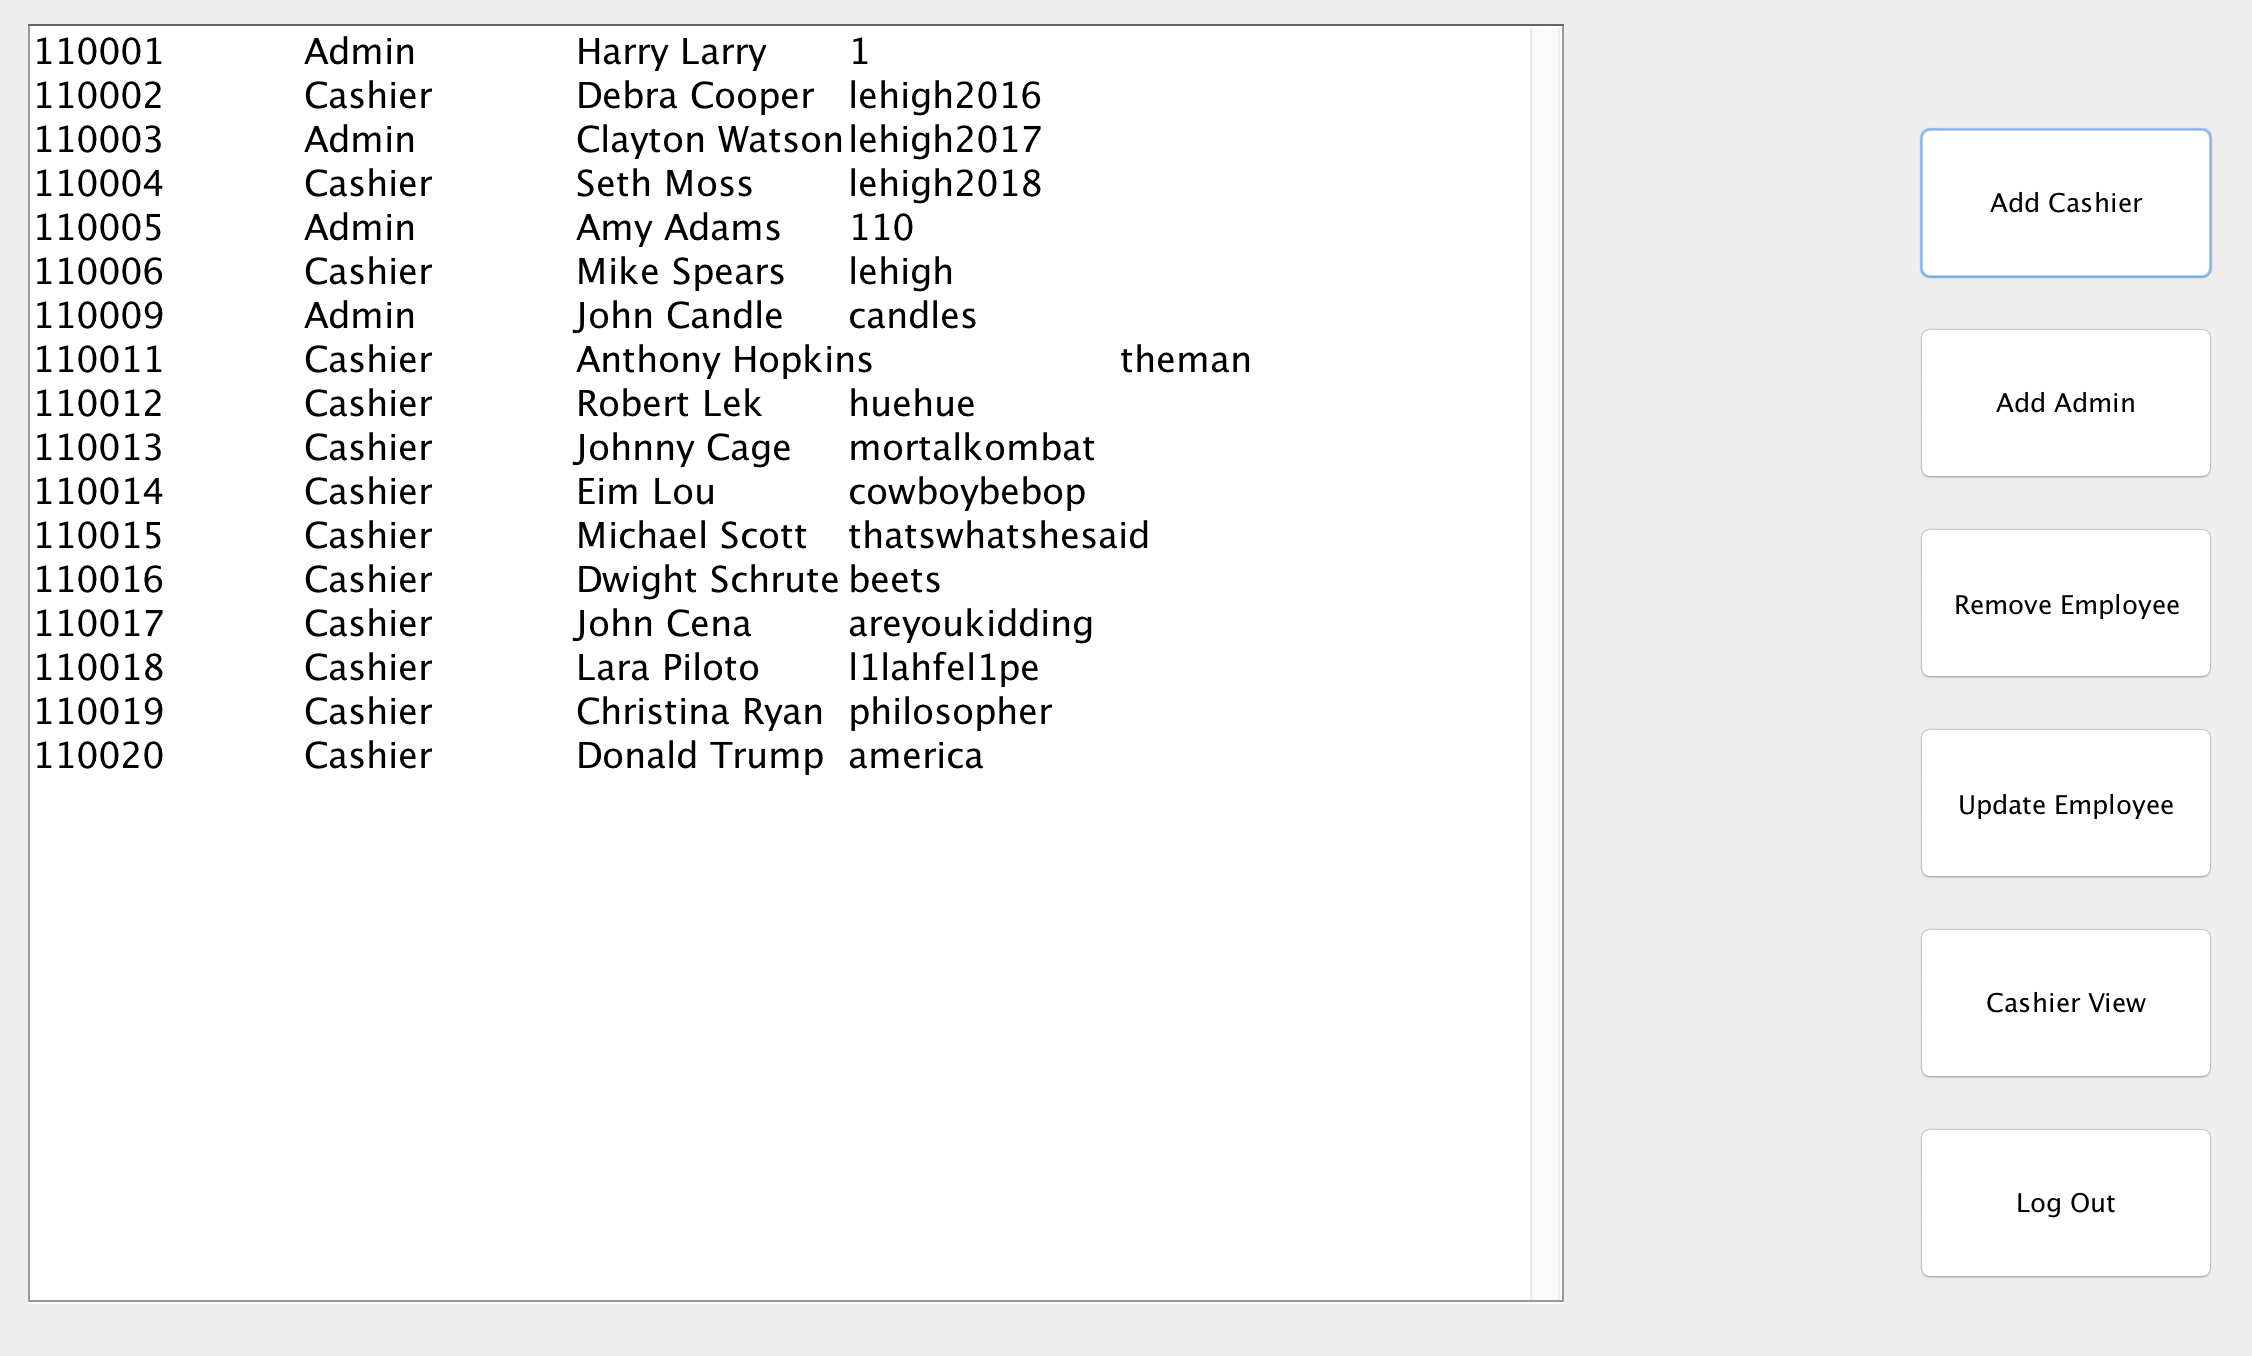 110001 Admin Harry Larry 1
110002 Cashier Debra Cooper lehigh2016
110003 Admin Clayton Watson lehigh2017
110004 Cashier Seth Moss lehigh2018
110005 Admin Amy Adams 110
110006 Cashier Mike Spears lehigh
110009 Admin John Candle candles
110011 Cashier Anthony Hopkins theman
110012 Cashier Robert Lek huehue
110013 Cashier Johnny Cage mortalkombat
110014 Cashier Eim Lou cowboybebop
110015 Cashier Michael Scott thatswhatshesaid
110016 Cashier Dwight Schrute beets
110017 Cashier John Cena areyoukidding
110018 Cashier Lara Piloto l1lahfel1pe
110019 Cashier Christina Ryan philosopher
110020 Cashier Donald Trump america
Add Cashier
Add Admin
Remove Employee
Update Employee
Cashier View
Log Out